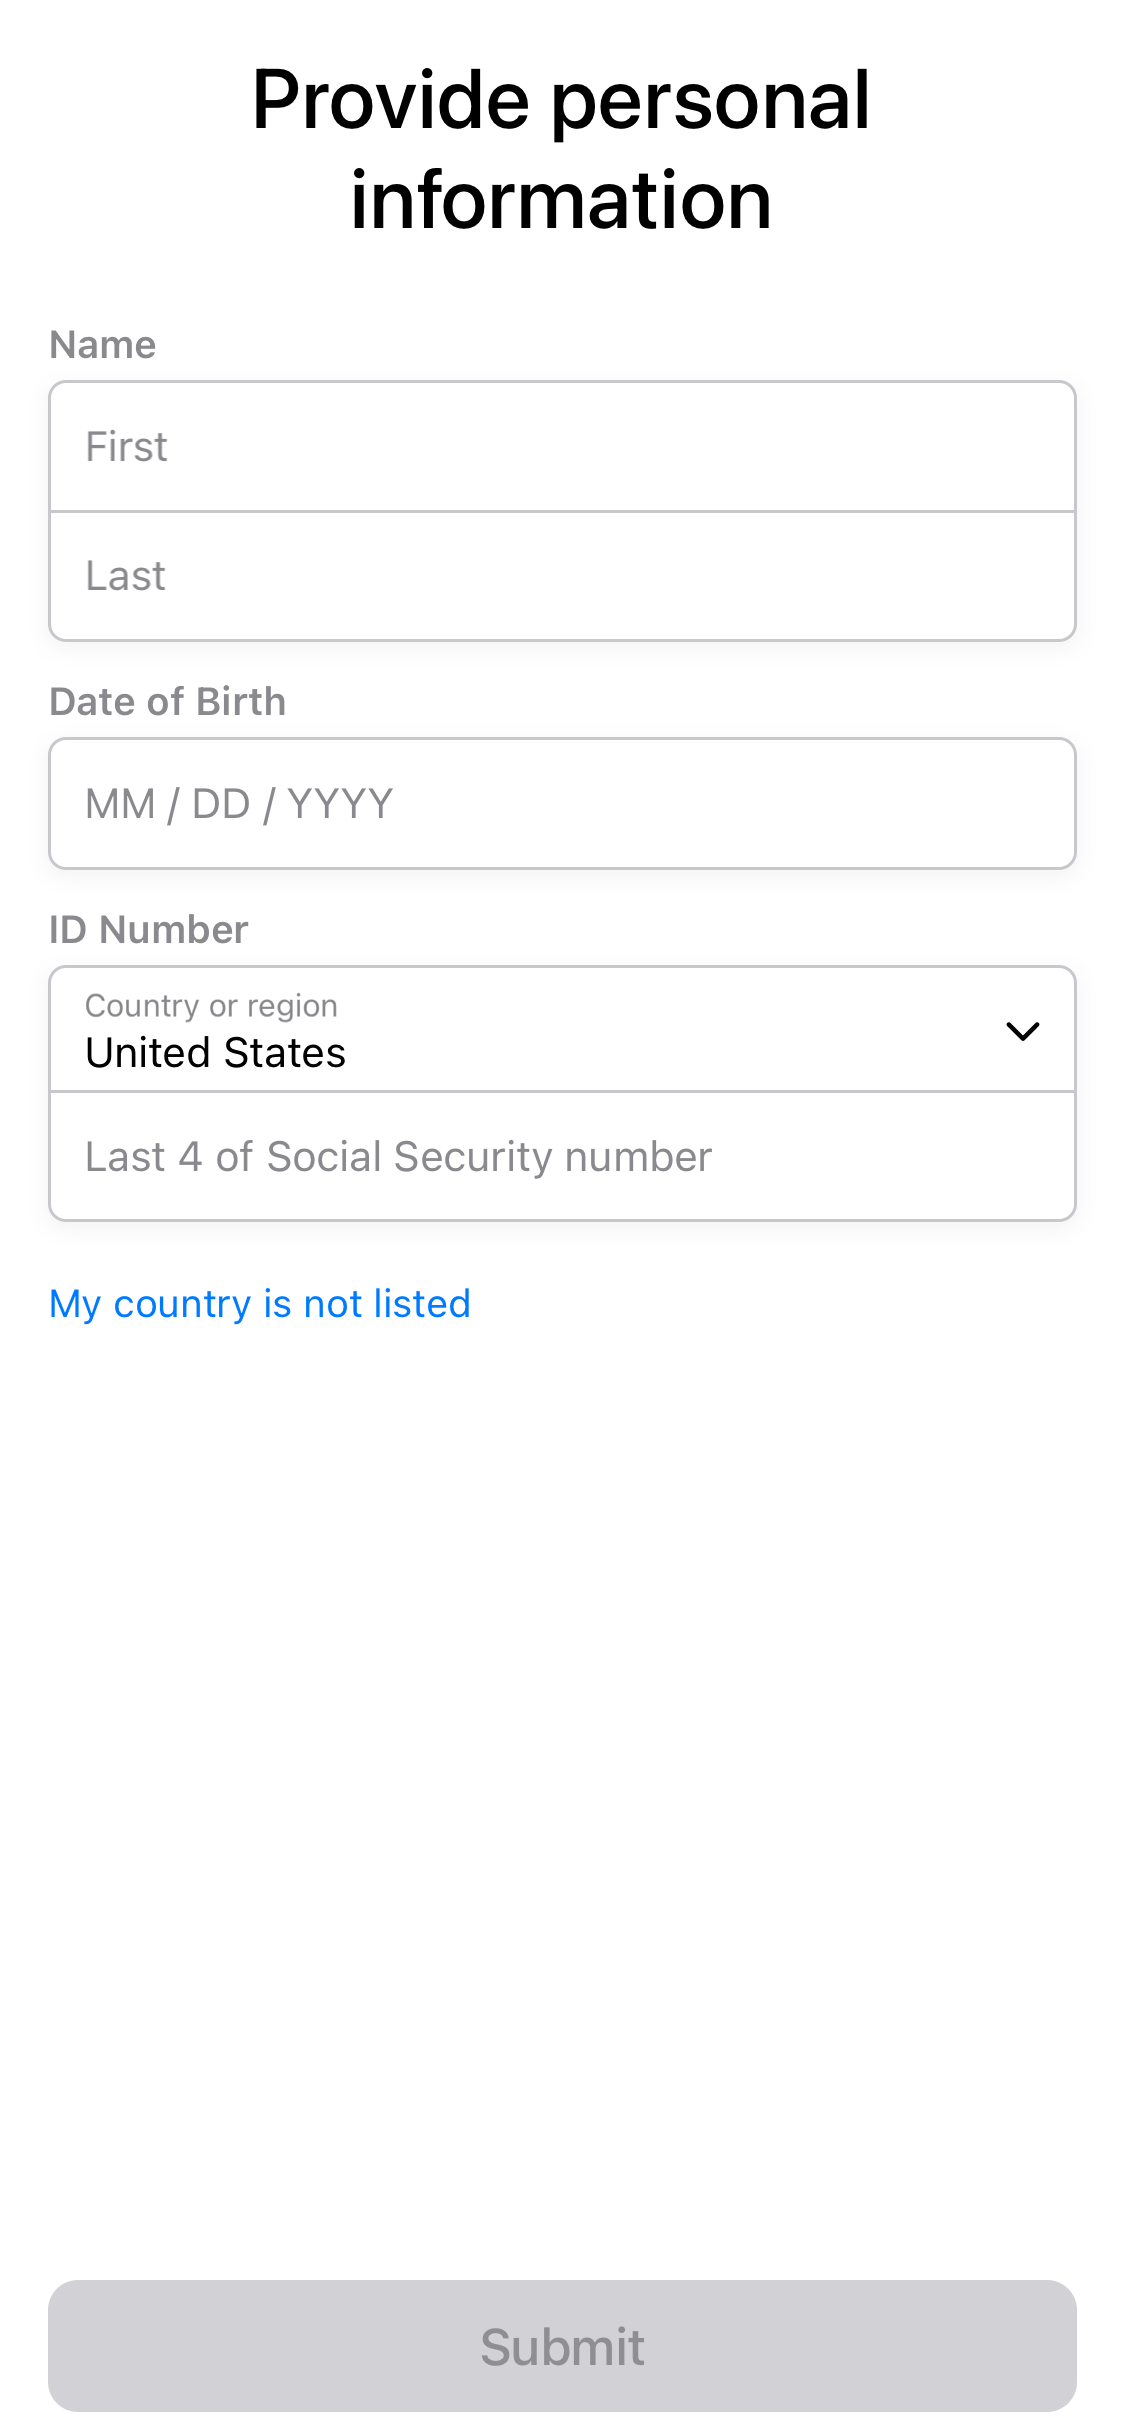 Provide personal
information
Name
First
Last
Date of Birth
MM / DD / YYYY
ID Number
Country or region
United States
Last 4 of Social Security number
My country is not listed
Submit